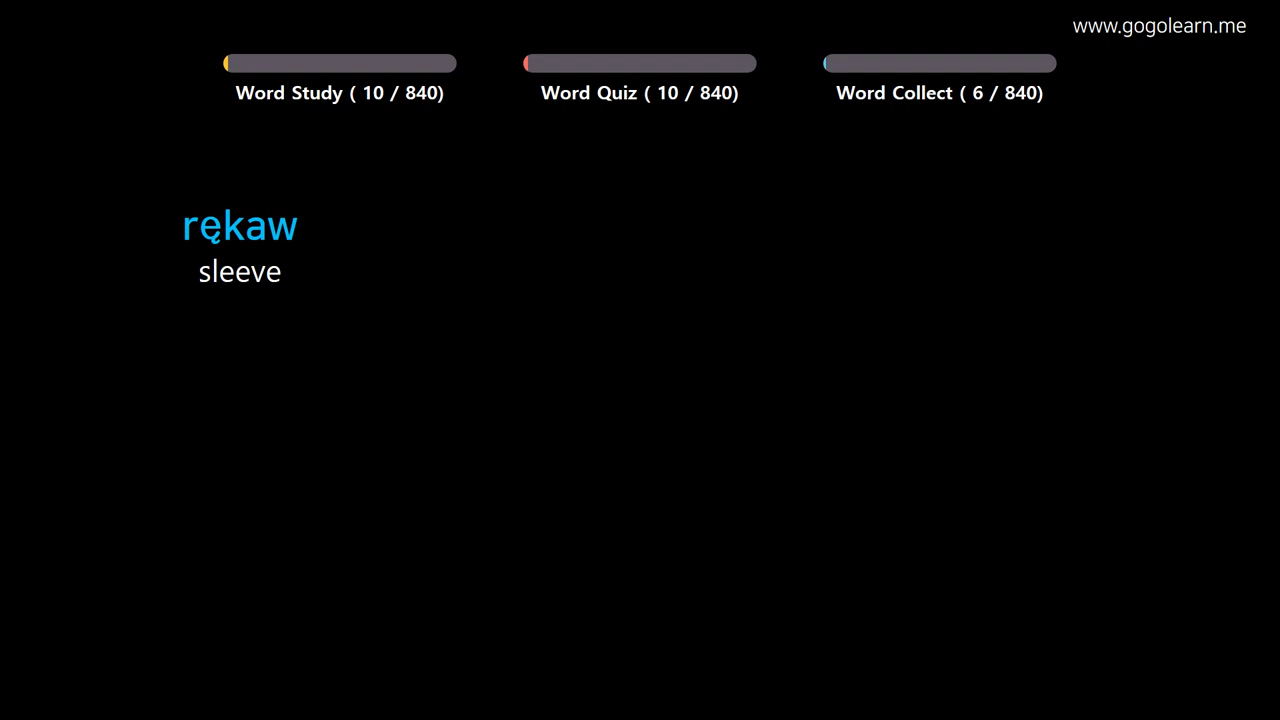 www.gogolearn.me
Word Study ( 10 / 840)
Word Quiz ( 10 / 840)
Word Collect ( 6 / 840)
rękaw
sleeve